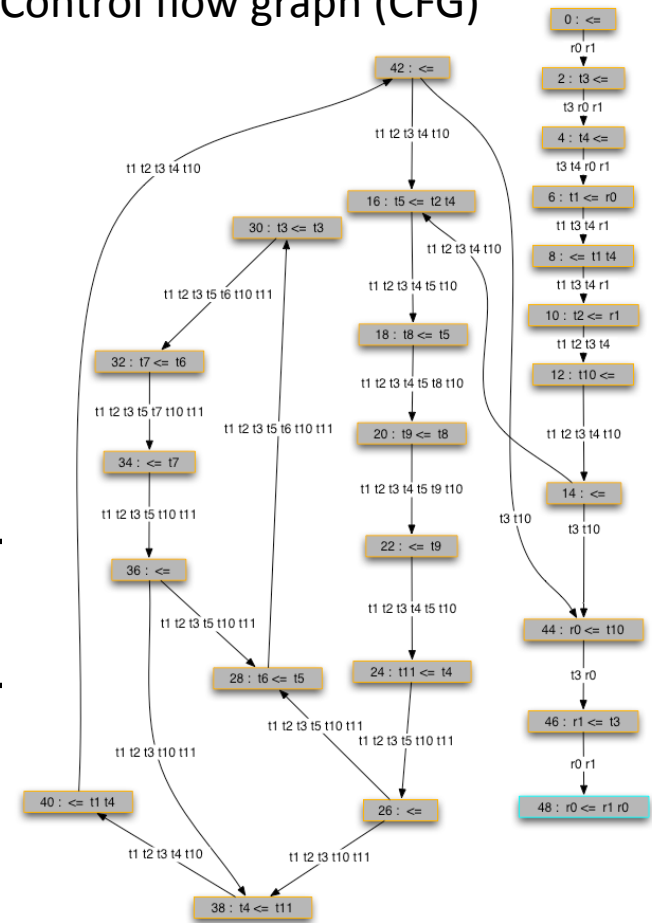 Control flow graph (CFG)
0 : <=
r0 r1
2 : t3 <=
t3 r0 r1
4 : t4 <=
t3 t4 r0 r1
6 : t1 <= r0
t1 t3 t4 r1
8 : <= t1 t4
t1 t3 t4 r1
10 : t2 <= r1
t1 t2 t3 t4
12 : t10 <=
t1 t2 t3 t4 t10
14 : <=
t3 t10
t3 t10
44 : r0 <= t10
t3 r0
46 : r1 <= t3
r0 r1
48 : r0 <= r1 r0
42 : <=
t1 t2 t3 t4 t10
t1 t2 t3 t4 t10
16 : t5 <= t2 t4
t1 t2 t3 t4 t10
t1 t2 t3 t4 t5 t10
18 : t8 <= t5
t1 t2 t3 t4 t5 t8 t10
20 : t9 <= t8
t1 t2 t3 t4 t5 t9 t10
22 : <= t9
t1 t2 t3 t4 t5 t10
24 : t11 <= t4
t1 t2 t3 t5 t10 t11
26 : <=
t1 t2 t3 t5 t10 t11
t1 t2 t3 t10 t11
30 : t3 <= t3
t1 t2 t3 t5 t6 t10 t11
32 : t7 <= t6
t1 t2 t3 t5 t7 t10 t11
t1 t2 t3 t5 t6 t10 t11
34 : <= t7
t1 t2 t3 t5 t10 t11
36 : <=
t1 t2 t3 t5 t10 t11
28 : t6 <= t5
t1 t2 t3 t10 t11
40 : <= t1 t4
t1 t2 t3 t4 t10
38 : t4 <= t11